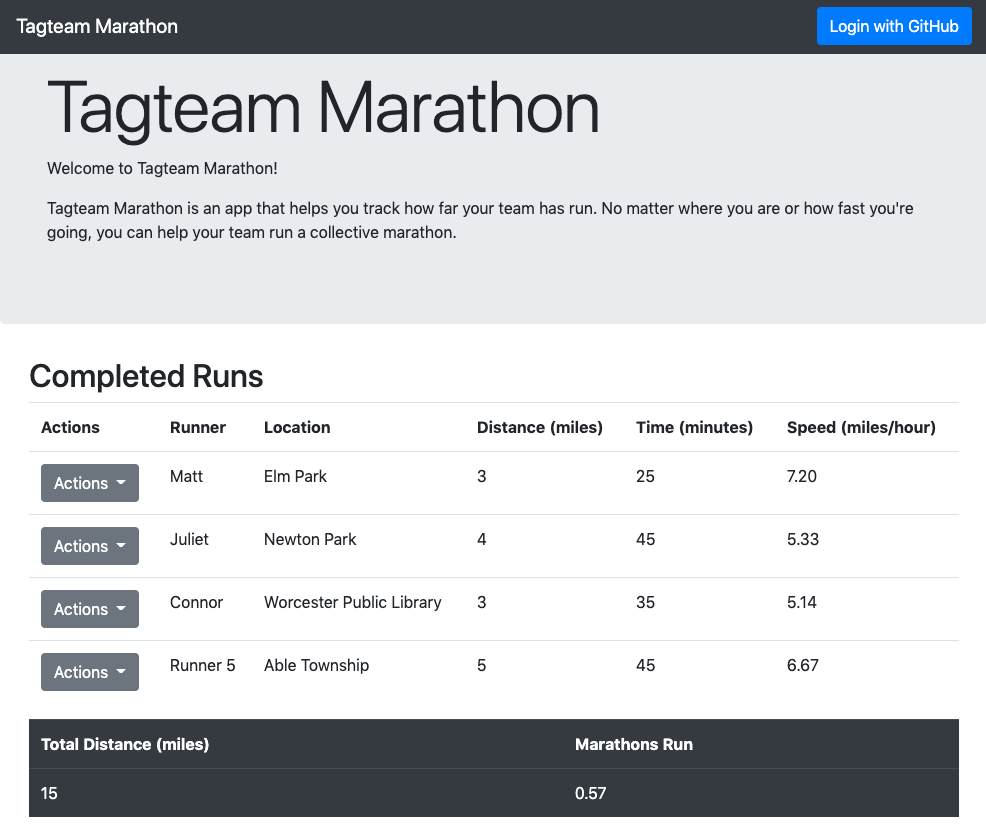 Tagteam Marathon Login with GitHub
Tagteam Marathon
Welcome to Tagteam Marathon!
Tagteam Marathon is an app that helps you track how far your team has run. No matter where you are or how fast you're
going, you can help your team run a collective marathon.
Completed Runs
Actions Runner Location Distance (miles) Time (minutes) Speed (miles/hour)
Actions Matt Elm Park 3 25 7.20
Actions Juliet Newton Park 4 45 5.33
Actions Connor Worcester Public Library 3 35 5.14
Actions Runner 5 Able Township 5 45 6.67
Total Distance (miles) Marathons Run
15 0.57